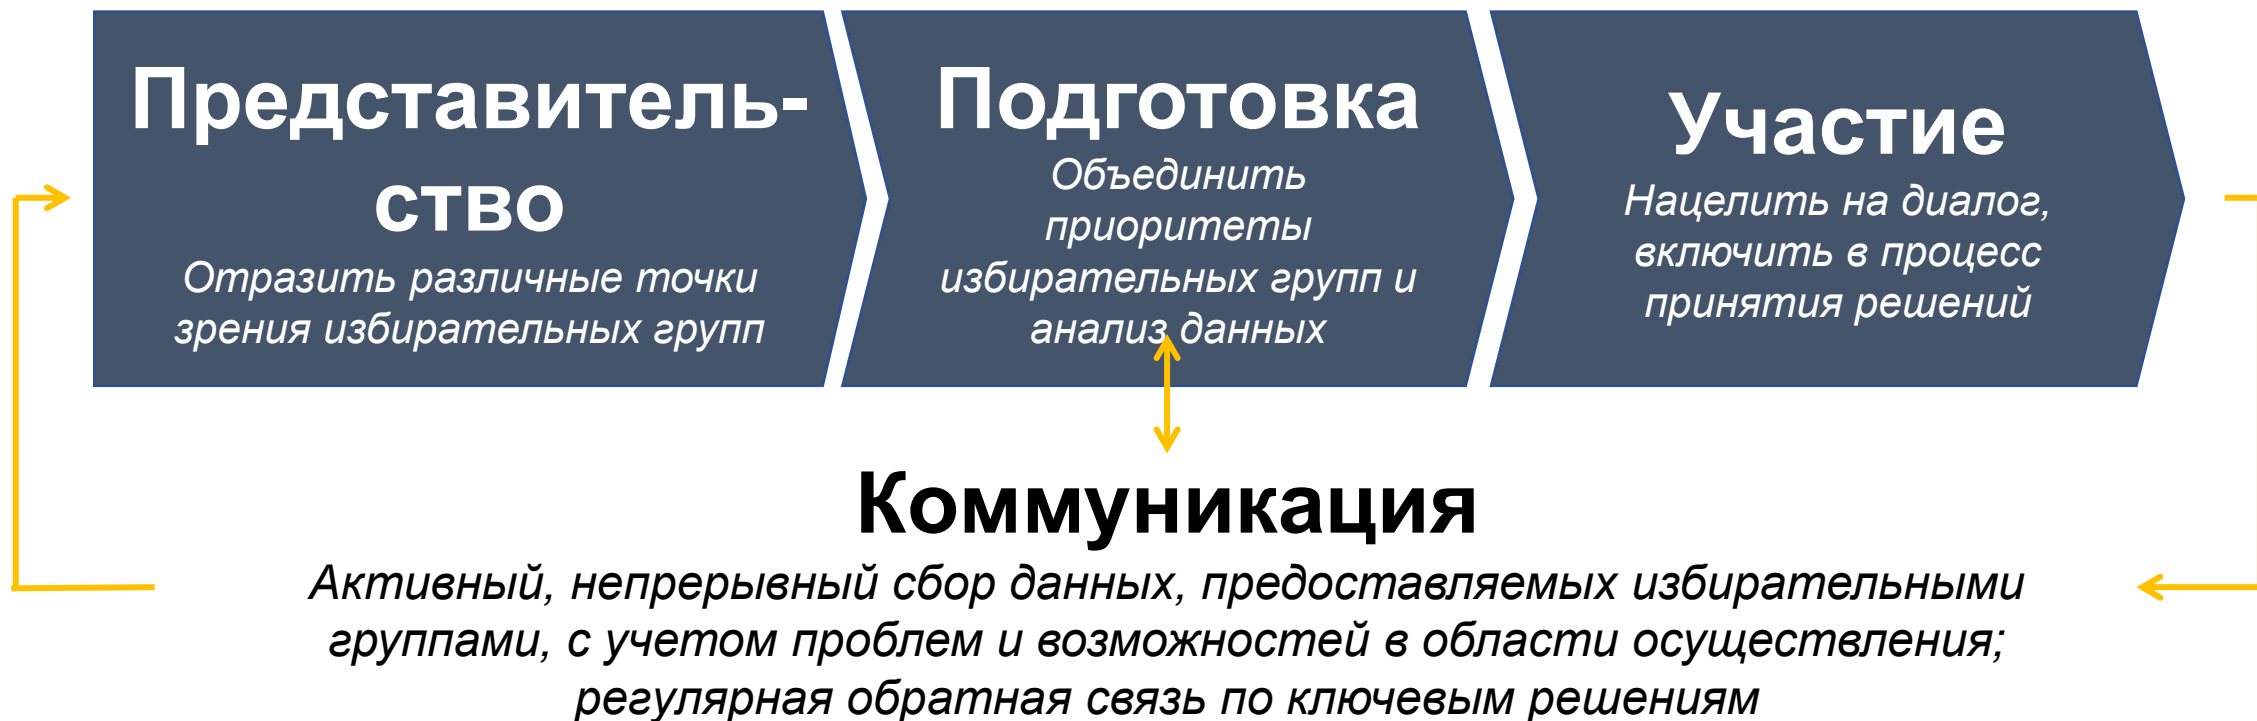 Представитель-
ство
Отразить различные точки
зрения избирательных групп
Подготовка
Объединить
приоритеты
избирательных групп и
анализ данных
Участие
Нацелить на диалог,
включить в процесс
принятия решений
Коммуникация
Активный, непрерывный сбор данных, предоставляемых избирательными
группами, с учетом проблем и возможностей в области осуществления;
регулярная обратная связь по ключевым решениям